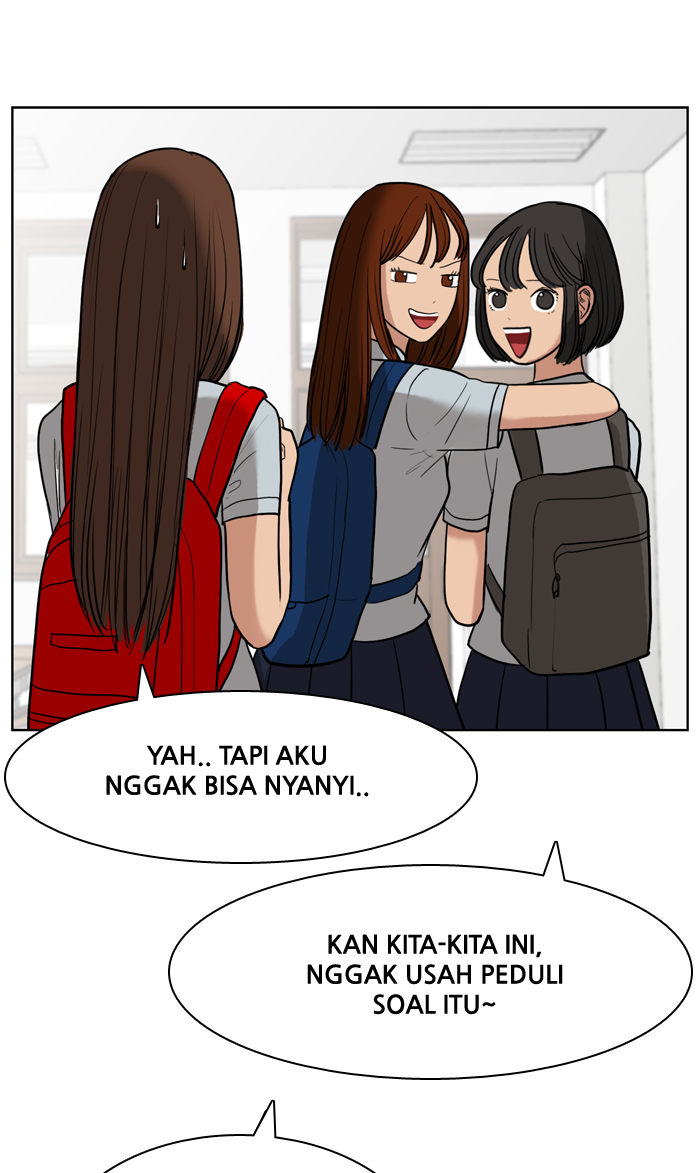 YAH.. TAPI AKU
NGGAK BISA NYANYI..
KAN KITA-KITA INI,
NGGAK USAH PEDULI
SOAL ITU~